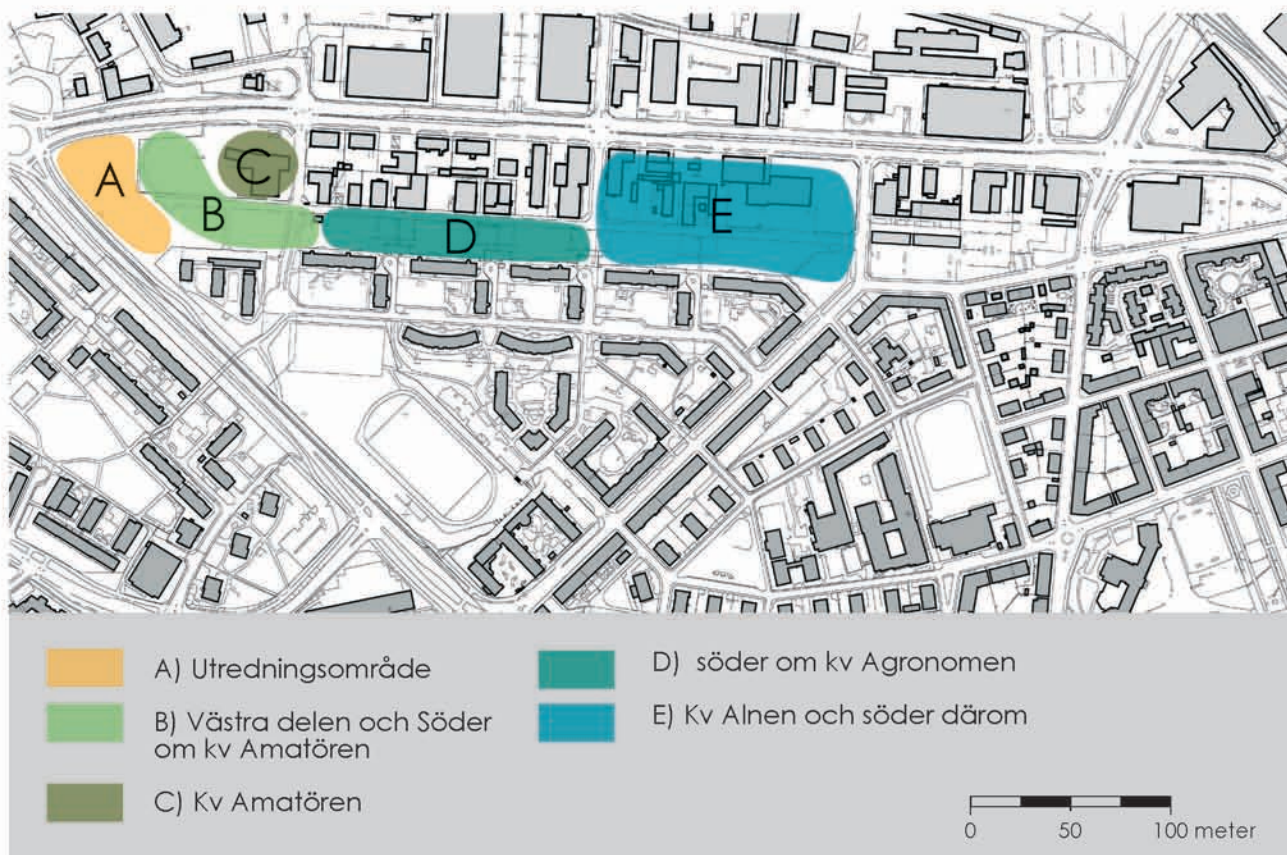 A
B
C
D
E
A) Utredningsområde
B) Västra delen och Söder
om kv Amatören
C) Kv Amatören
D) söder om kv Agronomen
E) Kv Alnen och söder därom
0 50 100 meter